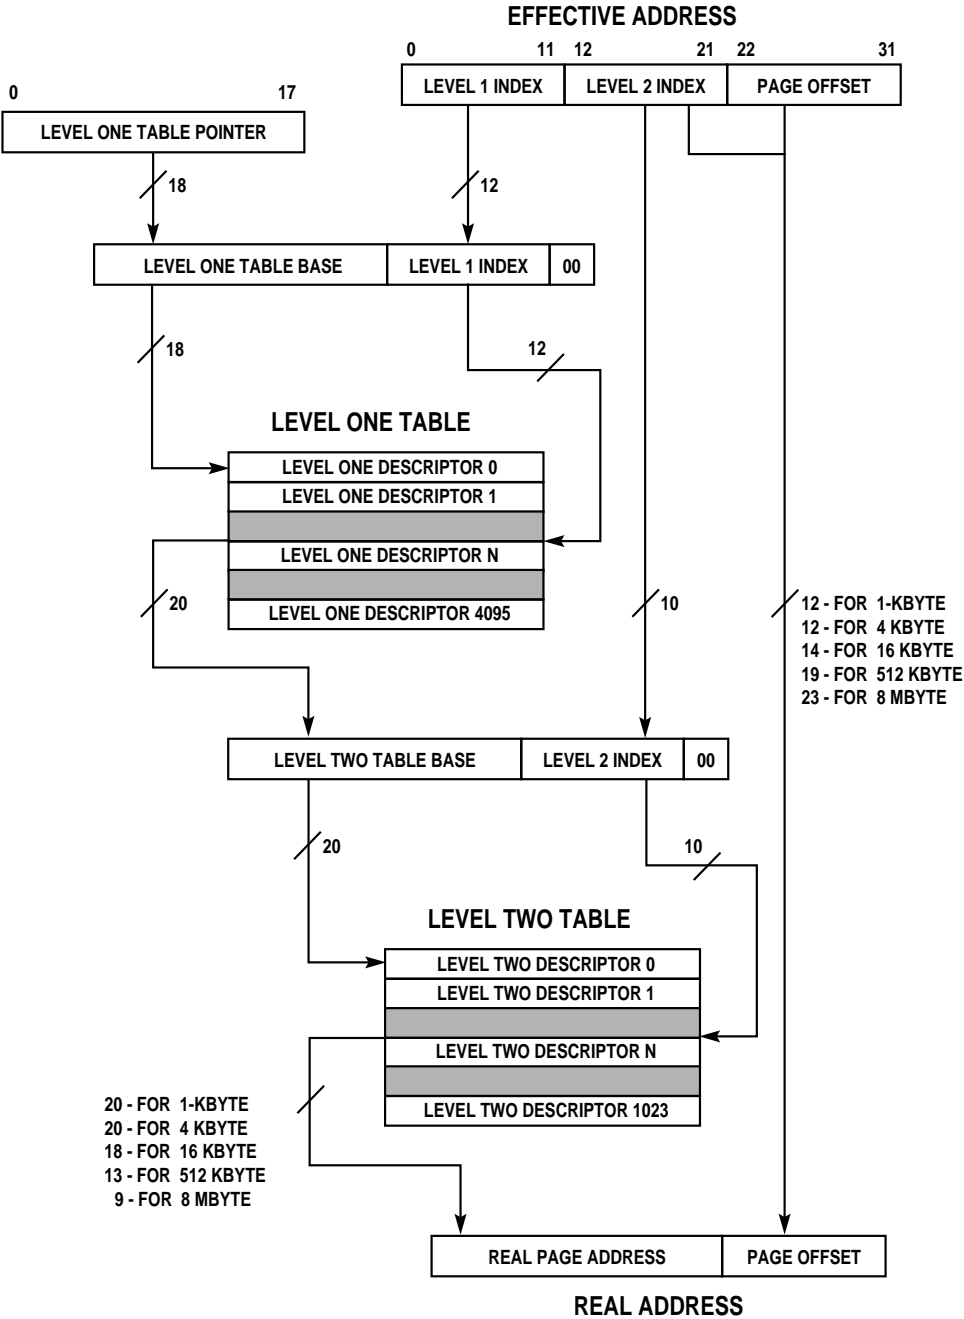 EFFECTIVE ADDRESS
0 11 12 21 22 31
LEVEL 1 INDEX LEVEL 2 INDEX PAGE OFFSET
0 17
LEVEL ONE TABLE POINTER
18 12
LEVEL ONE TABLE BASE LEVEL 1 INDEX 00
18 12
LEVEL ONE TABLE
LEVEL ONE DESCRIPTOR 0
LEVEL ONE DESCRIPTOR 1
LEVEL ONE DESCRIPTOR N
LEVEL ONE DESCRIPTOR 4095
20 10
12 - FOR 1-KBYTE
12 - FOR 4 KBYTE
14 - FOR 16 KBYTE
19 - FOR 512 KBYTE
23 - FOR 8 MBYTE
LEVEL TWO TABLE BASE LEVEL 2 INDEX 00
20 10
LEVEL TWO TABLE
LEVEL TWO DESCRIPTOR 0
LEVEL TWO DESCRIPTOR 1
LEVEL TWO DESCRIPTOR N
LEVEL TWO DESCRIPTOR 1023
20 - FOR 1-KBYTE
20 - FOR 4 KBYTE
18 - FOR 16 KBYTE
13 - FOR 512 KBYTE
9 - FOR 8 MBYTE
REAL PAGE ADDRESS PAGE OFFSET
REAL ADDRESS